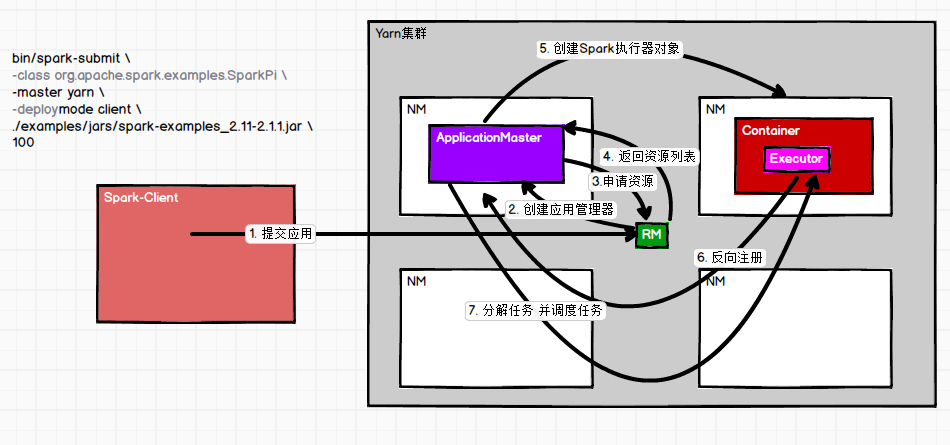 Yarn集群
bin/spark-submit \
-class org.apache.spark.examples.SparkPi \
-master yarn \
-deploymode client \
./examples/jars/spark-examples_2.11-2.1.1.jar \
100
5. 创建Spark执行器对象
NM
ApplicationMaster
NM
Container
Executor
4. 返回资源列表
3.申请资源
2. 创建应用管理器
Spark-Client
1. 提交应用
RM
6. 反向注册
NM
NM
7. 分解任务 并调度任务